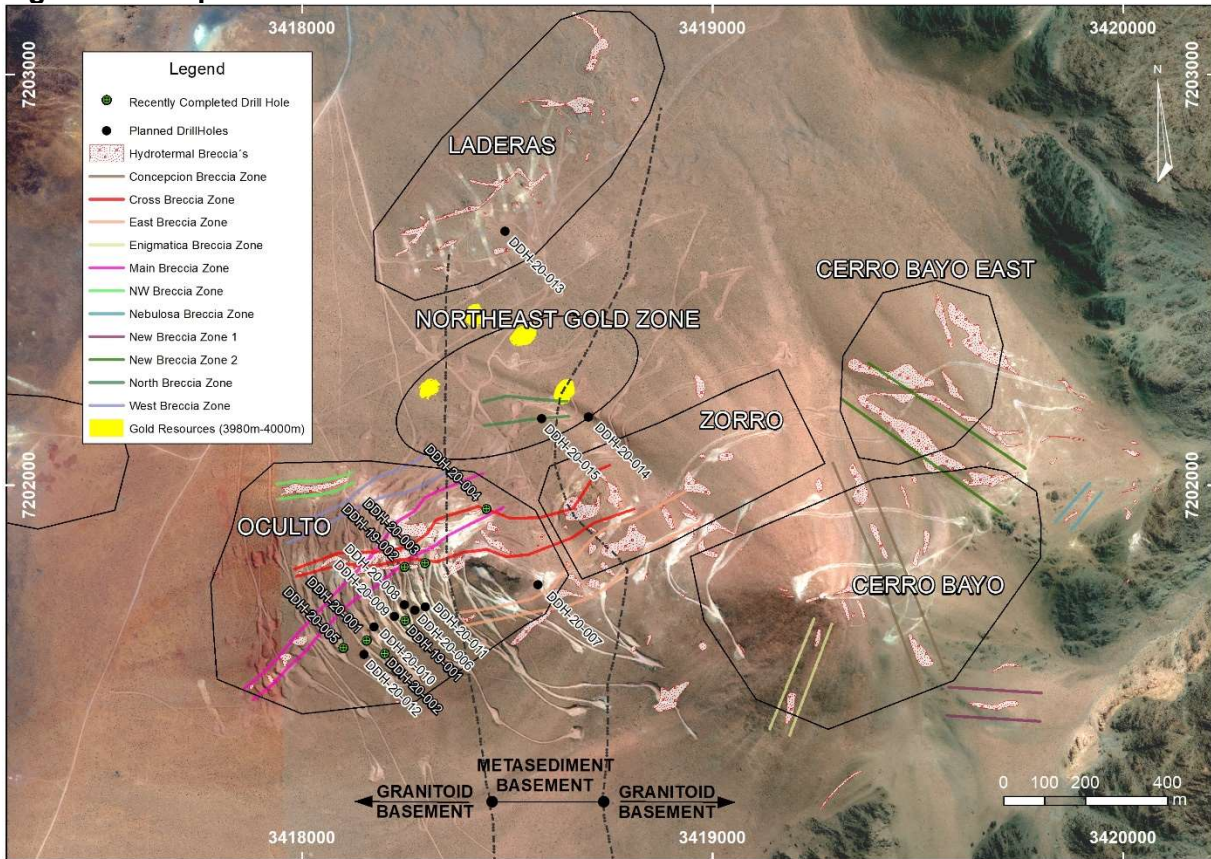 3418000
3419000
3420000
7203000
7203000
Legend
Recently Completed Drill Hole
Planned DrillHoles
Hydrotermal Breccia´s
Concepcion Breccia Zone
Cross Breccia Zone
East Breccia Zone
Enigmatica Breccia Zone
Main Breccia Zone
NW Breccia Zone
Nebulosa Breccia Zone
New Breccia Zone 1
New Breccia Zone 2
North Breccia Zone
West Breccia Zone
Gold Resources (3980m-4000m)
N
LADERAS
DDH-20-013
CERRO BAYO EAST
NORTHEAST GOLD ZONE
ZORRO
DDH-20-014
DDH-20-015
7202000
7202000
DDH-20-004
OCULTO
DDH-20-003
DDH-19-002
DDH-20-008
DDH-20-009
DDH-20-001
DDH-20-005
CERRO BAYO
DDH-20-007
DDH-20-011
DDH-20-006
DDH-19-001
DDH-20-010
DDH-20-002
DDH-20-012
METASEDIMENT
BASEMENT
GRANITOID
BASEMENT
GRANITOID
BASEMENT
0 100 200 400
m
3418000
3419000
3420000